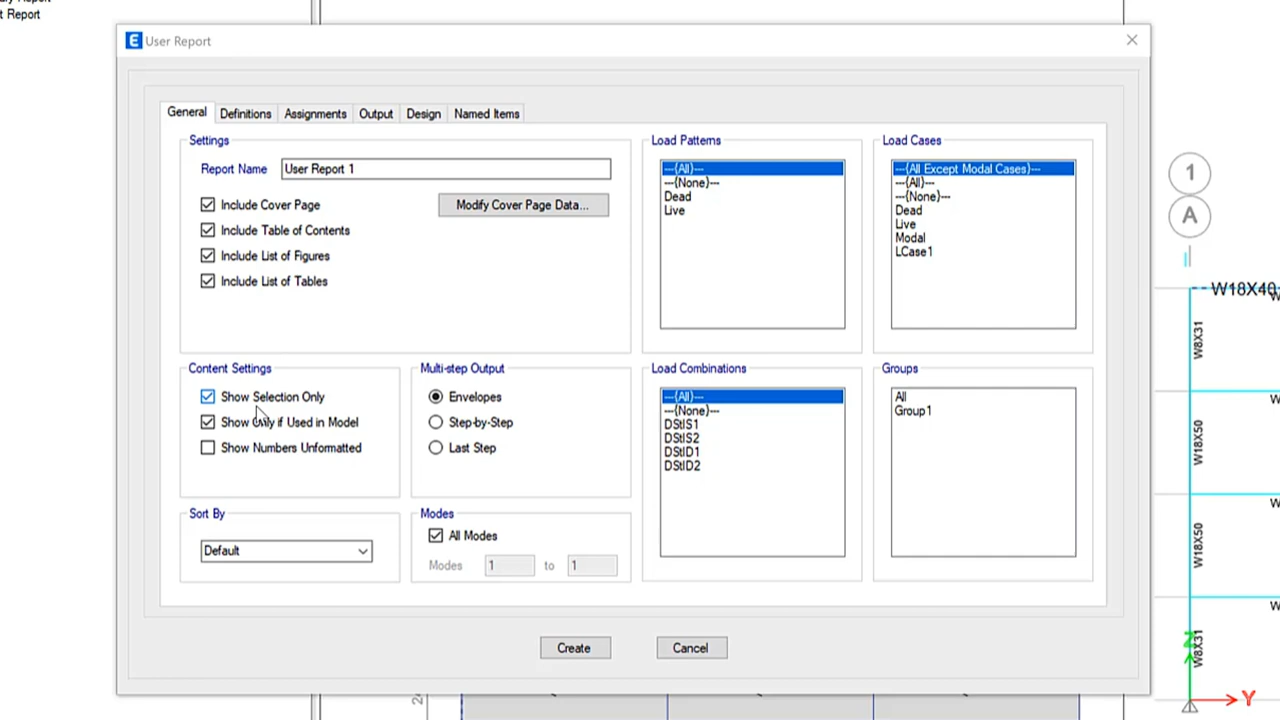 t Report
E User Report
General Definitions Assignments Output Design Named Items
Settings
Report Name User Report 1
Include Cover Page Modify Cover Page Data...
Include Table of Contents
Include List of Figures
Include List of Tables
Load Patterns
---(All)---
---(None)---
Dead
Live
Load Cases
---(All Except Modal Cases)---
---(All)---
---(None)---
Dead
Live
Modal
LCase1
Content Settings
Show Selection Only
Show Only if Used in Model
Show Numbers Unformatted
Multi-step Output
Envelopes
Step-by-Step
Last Step
Load Combinations
---(All)---
---(None)---
DStlS1
DStlS2
DStlD1
DStlD2
Groups
All
Group1
Sort By
Default
Modes
All Modes
Modes 1 to 1
Create Cancel
1
A
W18X40
W8X31
W18X50
W18X50
W8X31
W
W
W
W
Z
Y